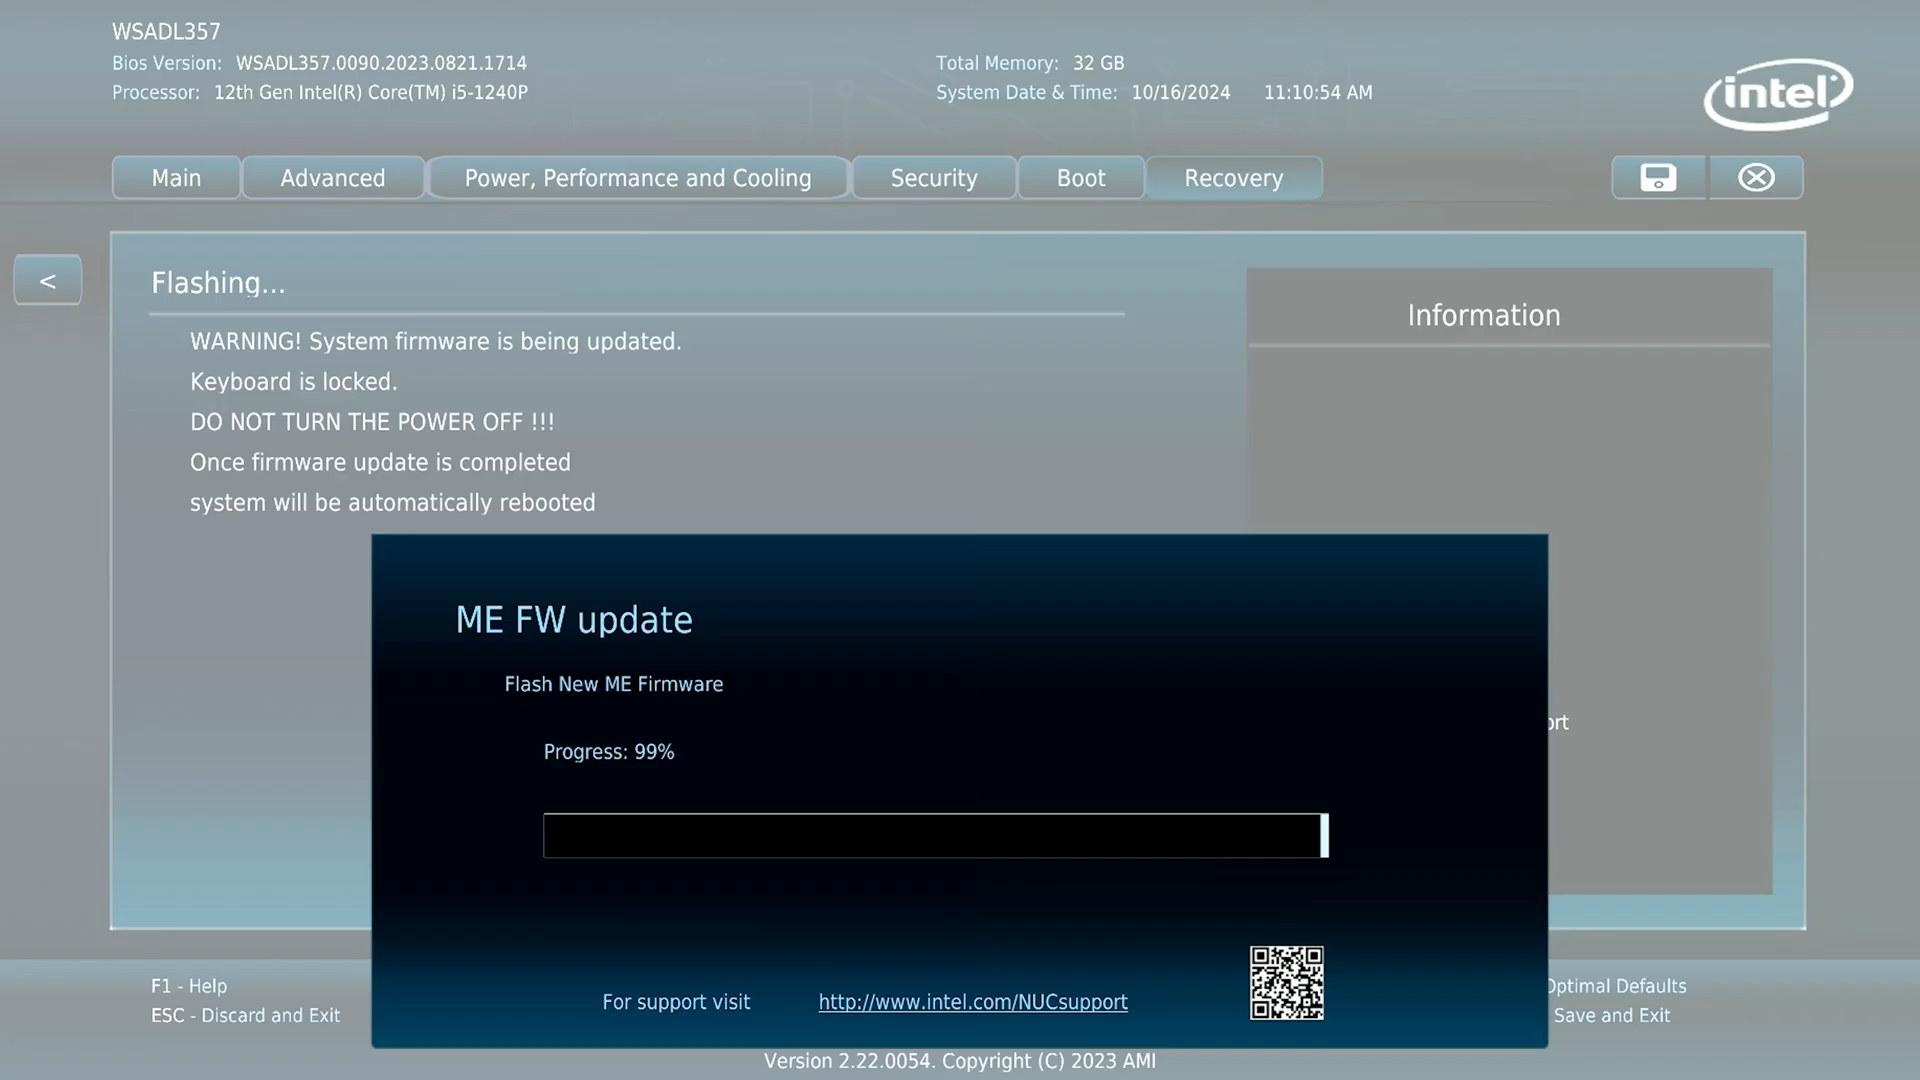 WSADL357
Bios Version: WSADL357.0090.2023.0821.1714
Processor: 12th Gen Intel(R) Core(TM) i5-1240P
Total Memory: 32 GB
System Date & Time: 10/16/2024 11:10:54 AM
intel
Main Advanced Power, Performance and Cooling Security Boot Recovery
<
Flashing...
WARNING! System firmware is being updated.
Keyboard is locked.
DO NOT TURN THE POWER OFF !!!
Once firmware update is completed
system will be automatically rebooted
Information
ME FW update
Flash New ME Firmware
Progress: 99%
For support visit http://www.intel.com/NUCsupport
F1 - Help
ESC - Discard and Exit
Optimal Defaults
Save and Exit
Version 2.22.0054. Copyright (C) 2023 AMI